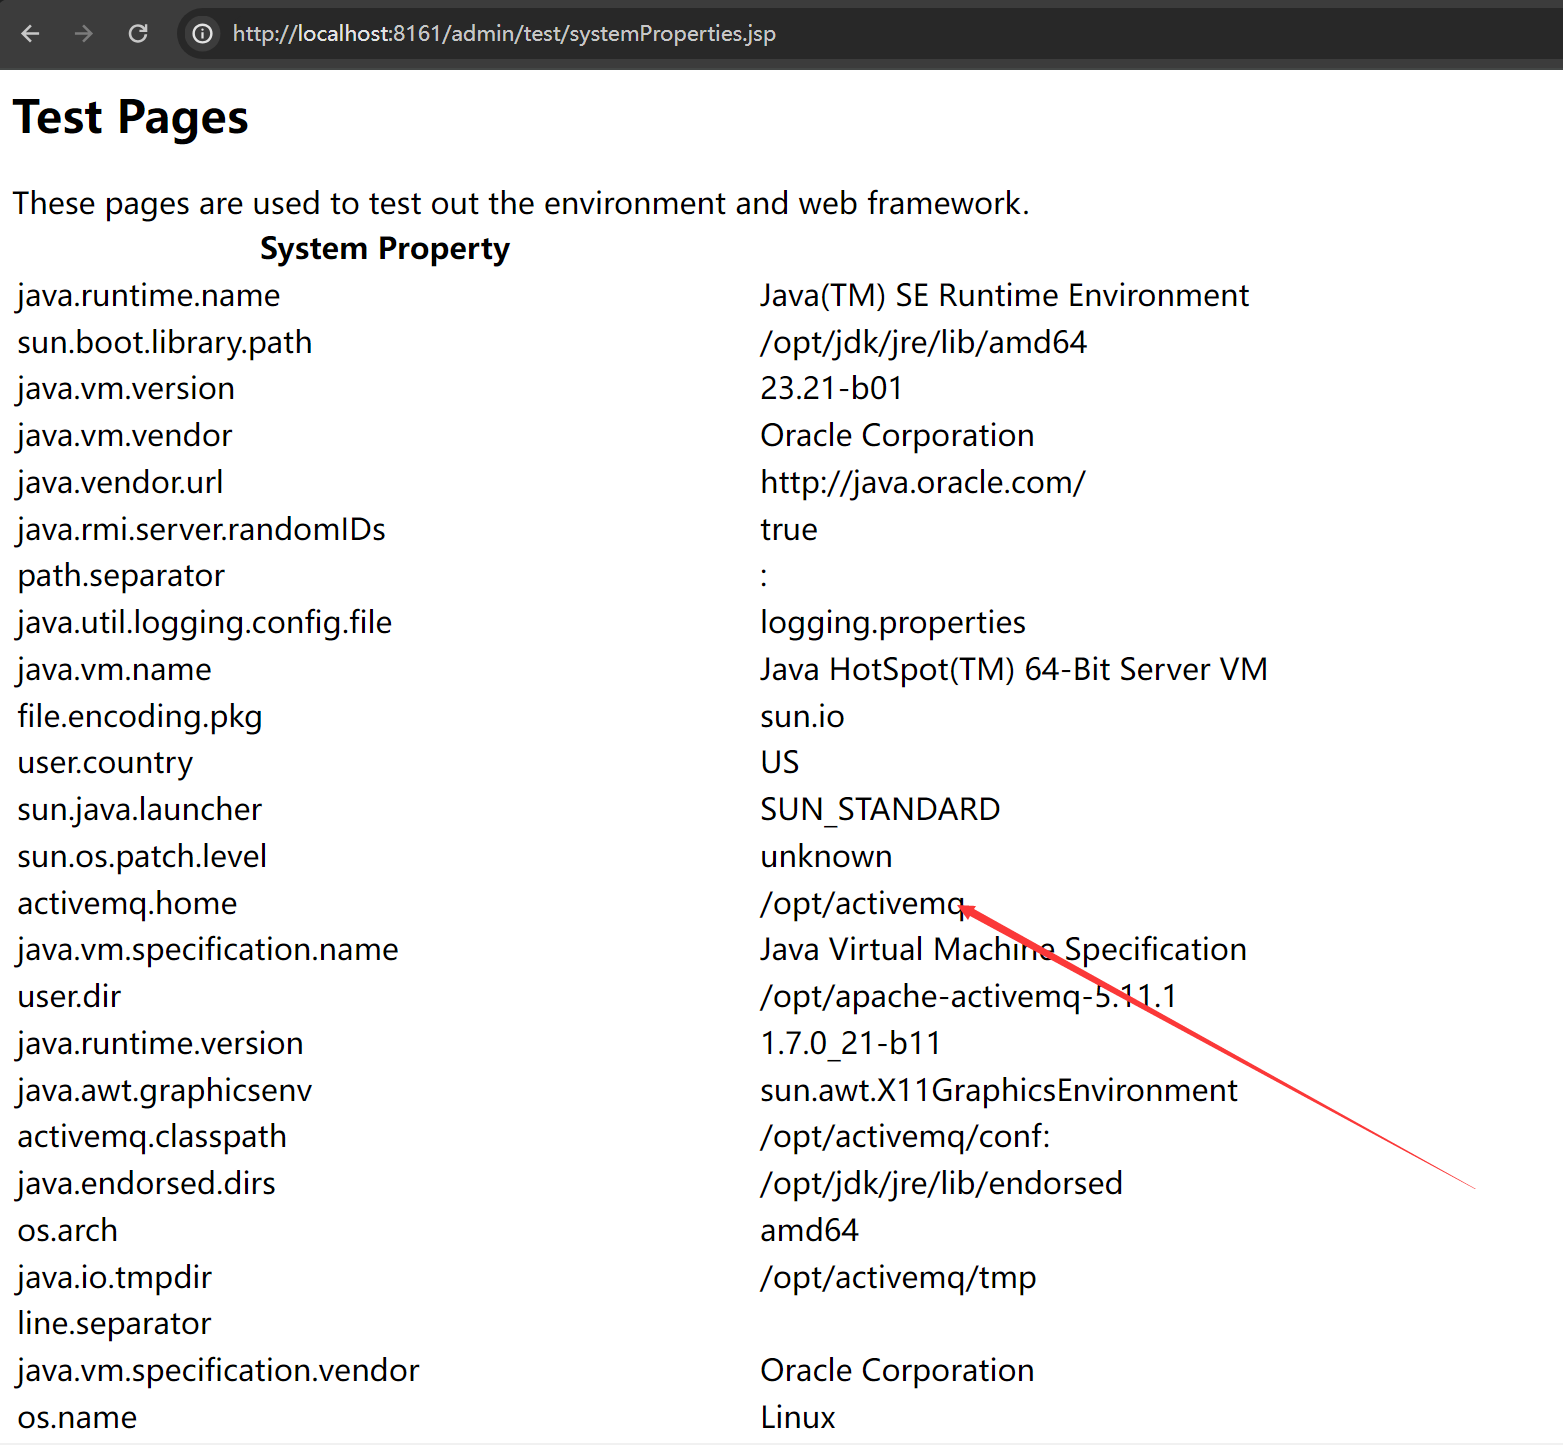 http://localhost:8161/admin/test/systemProperties.jsp
Test Pages
These pages are used to test out the environment and web framework.
System Property
java.runtime.name Java(TM) SE Runtime Environment
sun.boot.library.path /opt/jdk/jre/lib/amd64
java.vm.version 23.21-b01
java.vm.vendor Oracle Corporation
java.vendor.url http://java.oracle.com/
java.rmi.server.randomIDs true
path.separator :
java.util.logging.config.file logging.properties
java.vm.name Java HotSpot(TM) 64-Bit Server VM
file.encoding.pkg sun.io
user.country US
sun.java.launcher SUN_STANDARD
sun.os.patch.level unknown
activemq.home /opt/activemq
java.vm.specification.name Java Virtual Machine Specification
user.dir /opt/apache-activemq-5.11.1
java.runtime.version 1.7.0_21-b11
java.awt.graphicsenv sun.awt.X11GraphicsEnvironment
activemq.classpath /opt/activemq/conf:
java.endorsed.dirs /opt/jdk/jre/lib/endorsed
os.arch amd64
java.io.tmpdir /opt/activemq/tmp
line.separator
java.vm.specification.vendor Oracle Corporation
os.name Linux